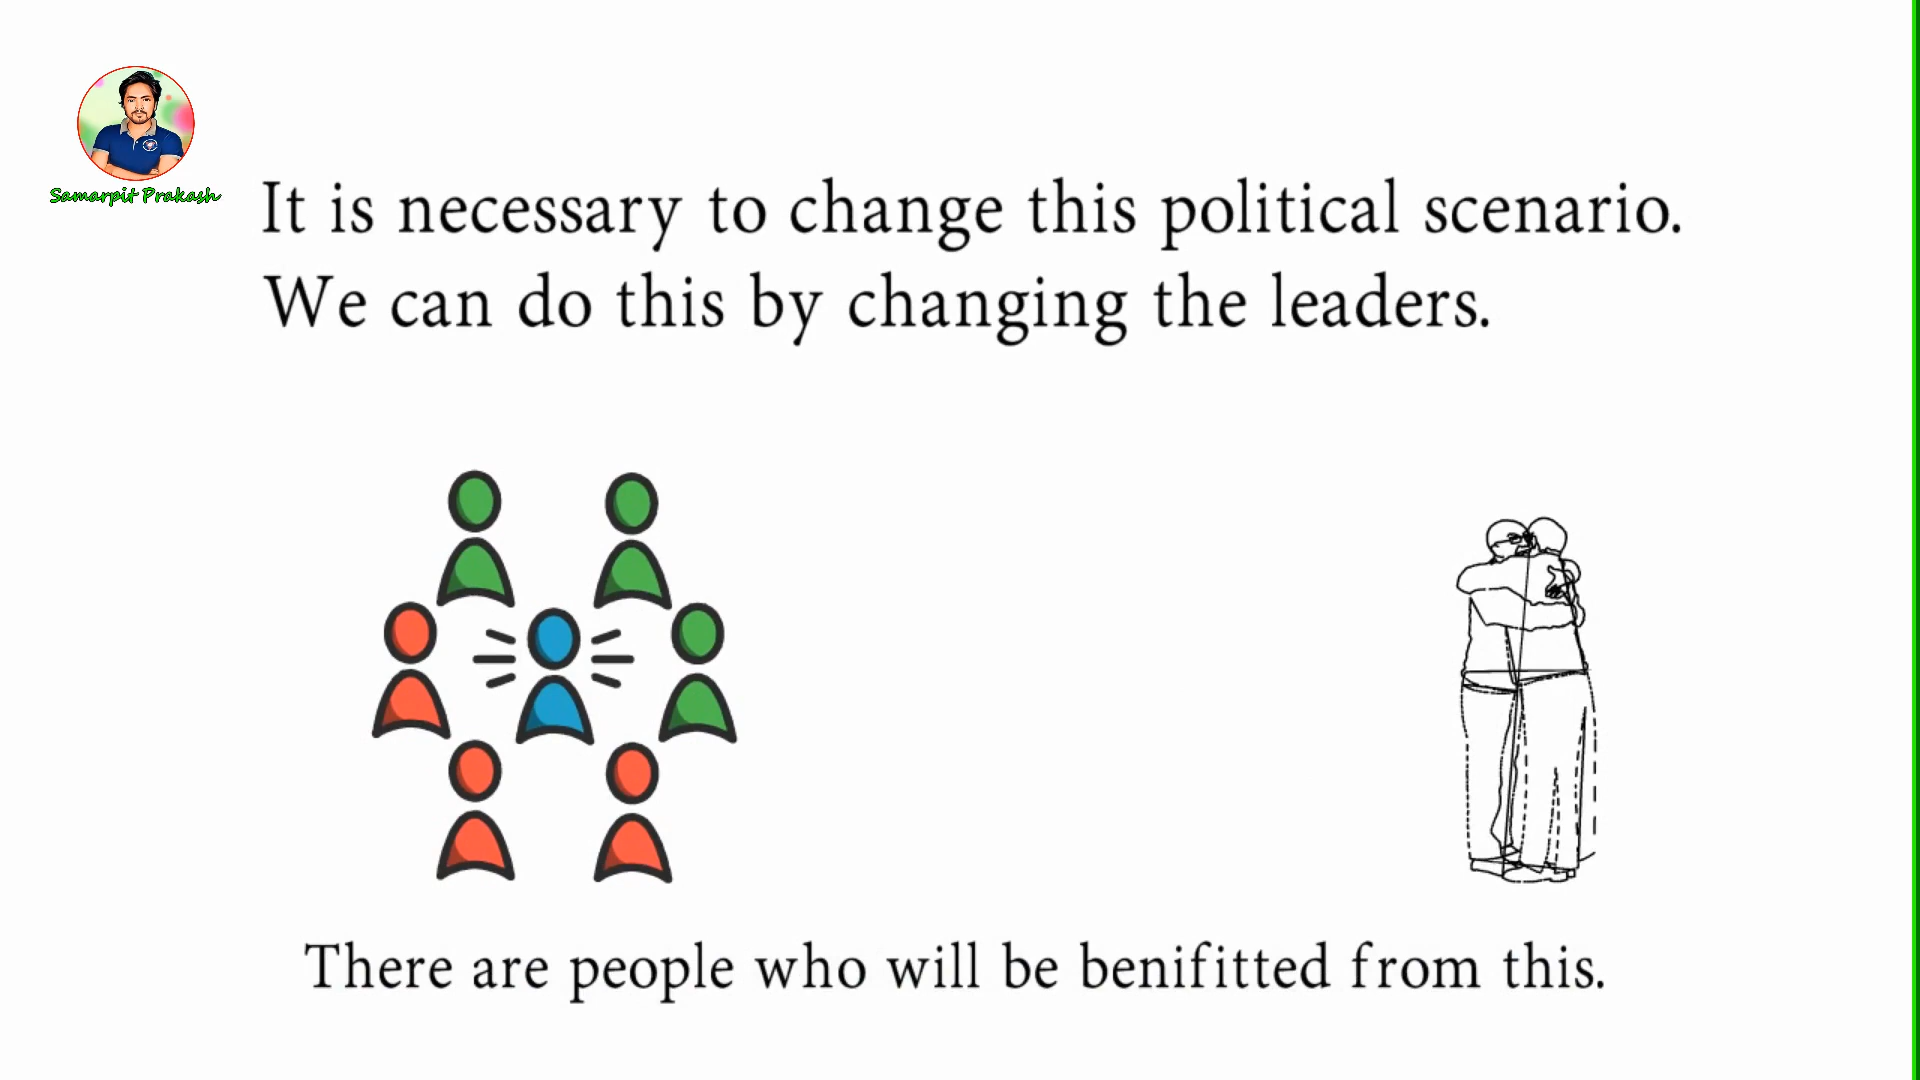 Samarpit Prakash
It is necessary to change this political scenario.
We can do this by changing the leaders.
There are people who will be benifitted from this.